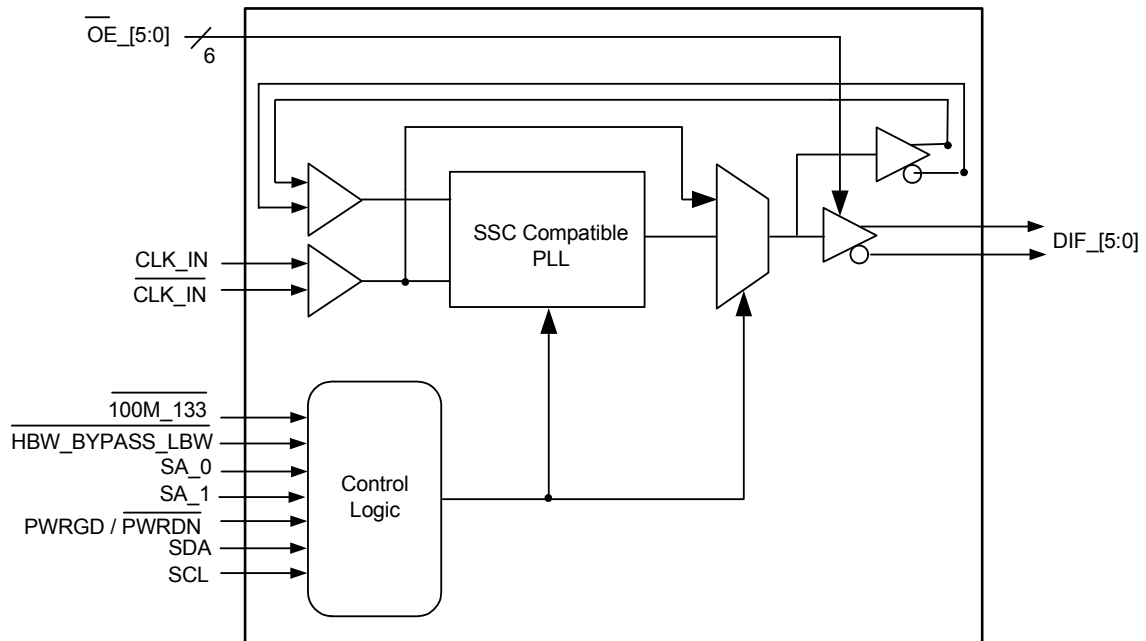 OE_[5:0]
6
SSC Compatible
PLL
CLK_IN
CLK_IN
DIF_[5:0]
100M_133
HBW_BYPASS_LBW
SA_0
SA_1
PWRGD / PWRDN
SDA
SCL
Control
Logic